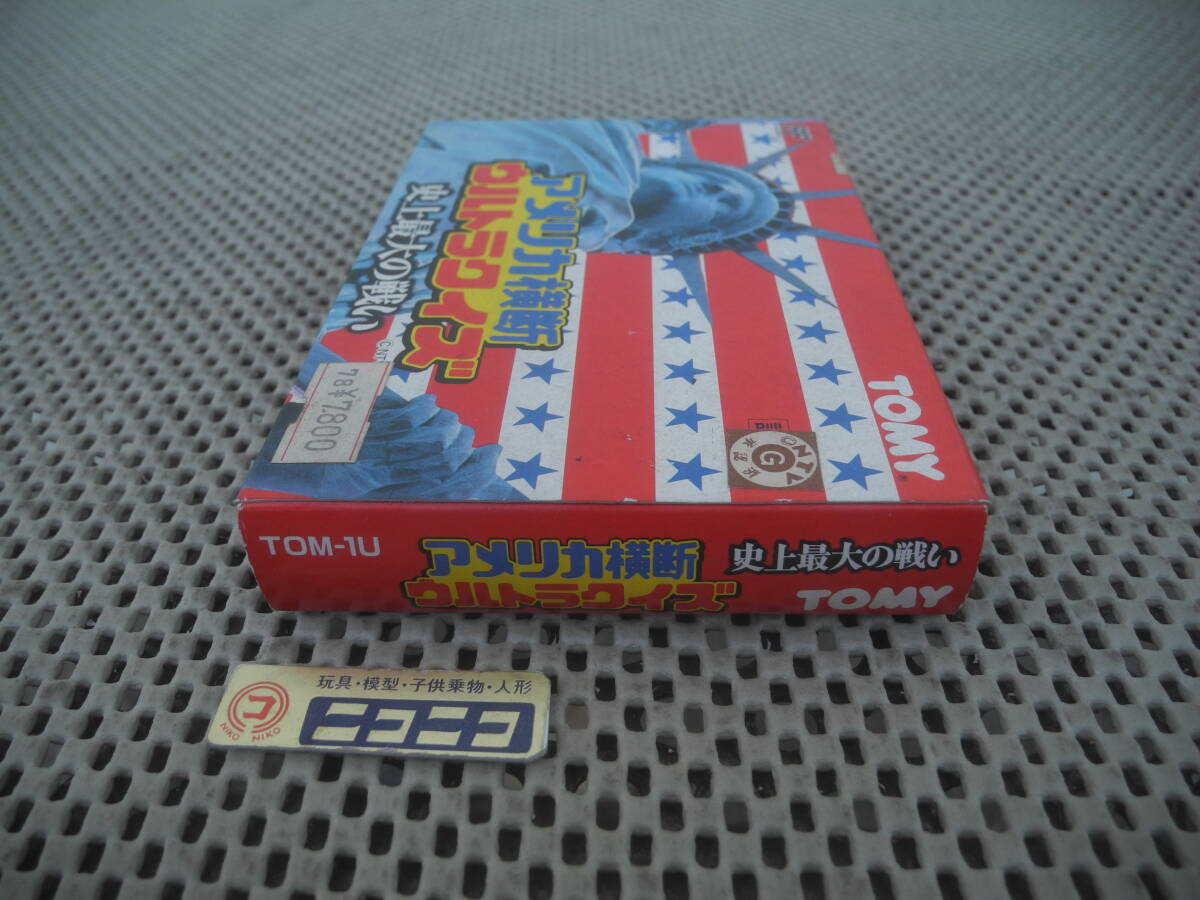 アメリカ横断
ウルトラクイズ
史上最大の戦い
78¥7,800
TOMY
NTV
G
TOM-1U
アメリカ横断
ウルトラクイズ
史上最大の戦い
TOMY
玩具・模型・子供乗物・人形
ニコニコ
NIKO NIKO